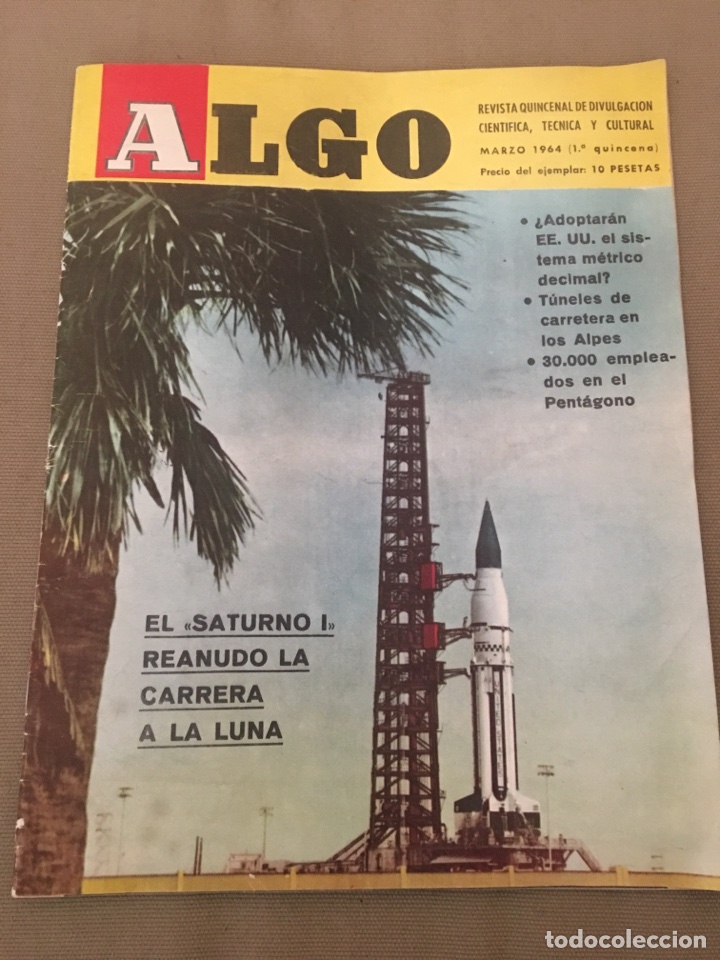 ALGO
REVISTA QUINCENAL DE DIVULGACION
CIENTIFICA, TECNICA Y CULTURAL
MARZO 1964 (1.ª quincena)
Precio del ejemplar: 10 PESETAS
• ¿Adoptarán
EE. UU. el sis-
tema métrico
decimal?
• Túneles de
carretera en
los Alpes
• 30.000 emplea-
dos en el
Pentágono
EL «SATURNO I»
REANUDO LA
CARRERA
A LA LUNA
todocoleccion